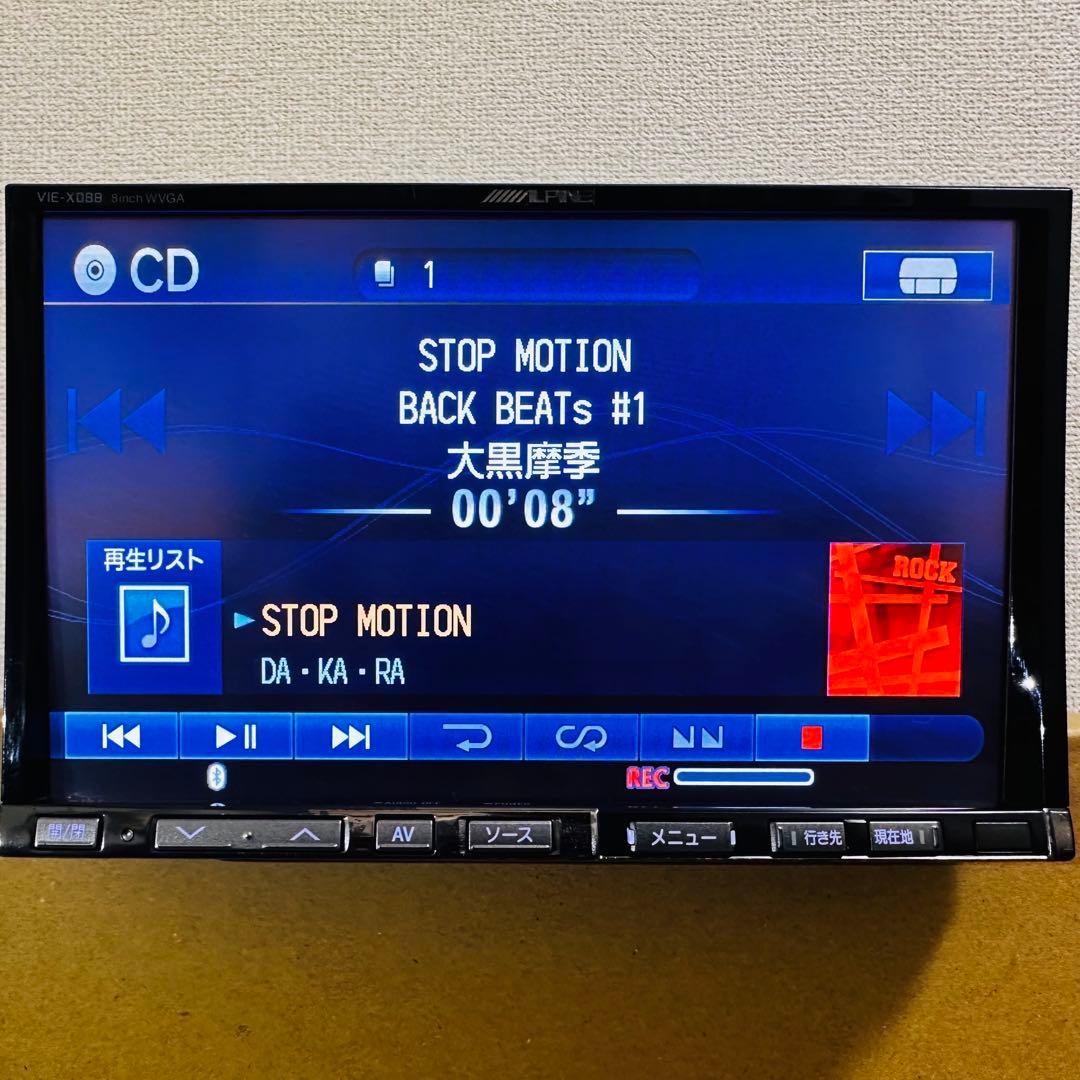 VIE-X088 8inch WVGA
ALPINE
CD
1
STOP MOTION
BACK BEATs #1
大黒摩季
00'08”
再生リスト
ROCK
STOP MOTION
DA・KA・RA
REC
開/閉
AV
ソース
メニュー
行き先
現在地